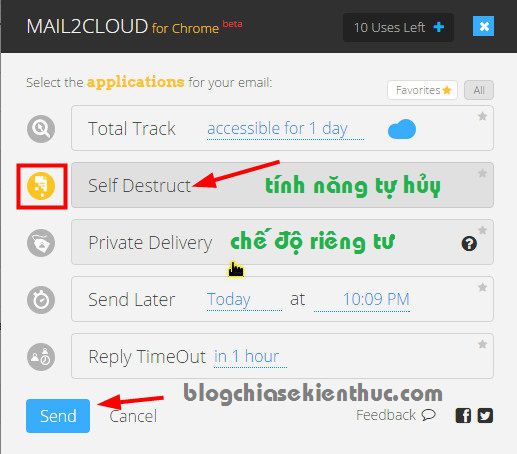 MAIL2CLOUD for Chrome beta 10 Uses Left
Select the applications for your email:
Favorites All
Total Track accessible for 1 day
Self Destruct tính năng tự hủy
Private Delivery chế độ riêng tư ?
Send Later Today at 10:09 PM
Reply TimeOut in 1 hour
blogchiasekienthuc.com
Send Cancel Feedback